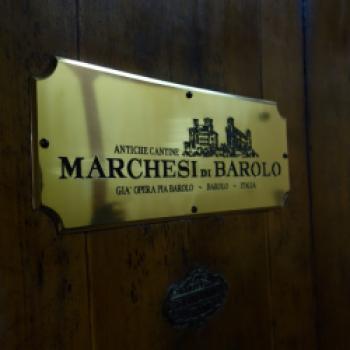 ANTICHE CANTINE
MARCHESI DI BAROLO
GIA' OPERA PIA BAROLO - BAROLO - ITALIA